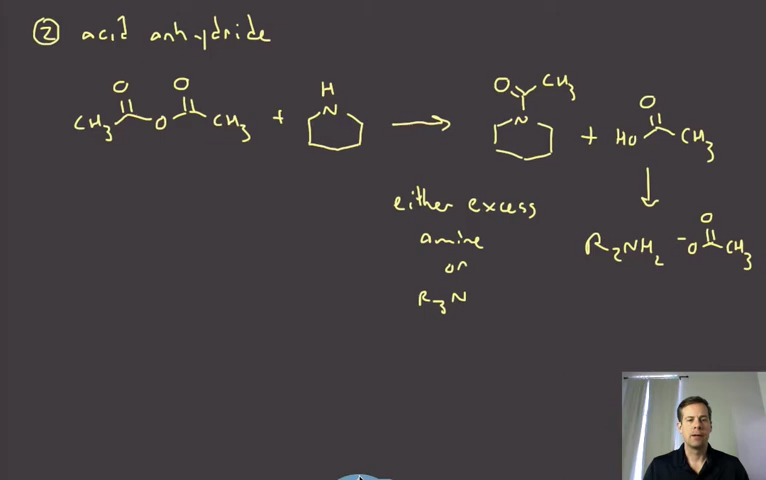 ② acid anhydride
O O O CH3 O
H
CH3 O CH3 + N → N + HO CH3
either excess
amine
or
R3N
O
R2NH2 -O CH3